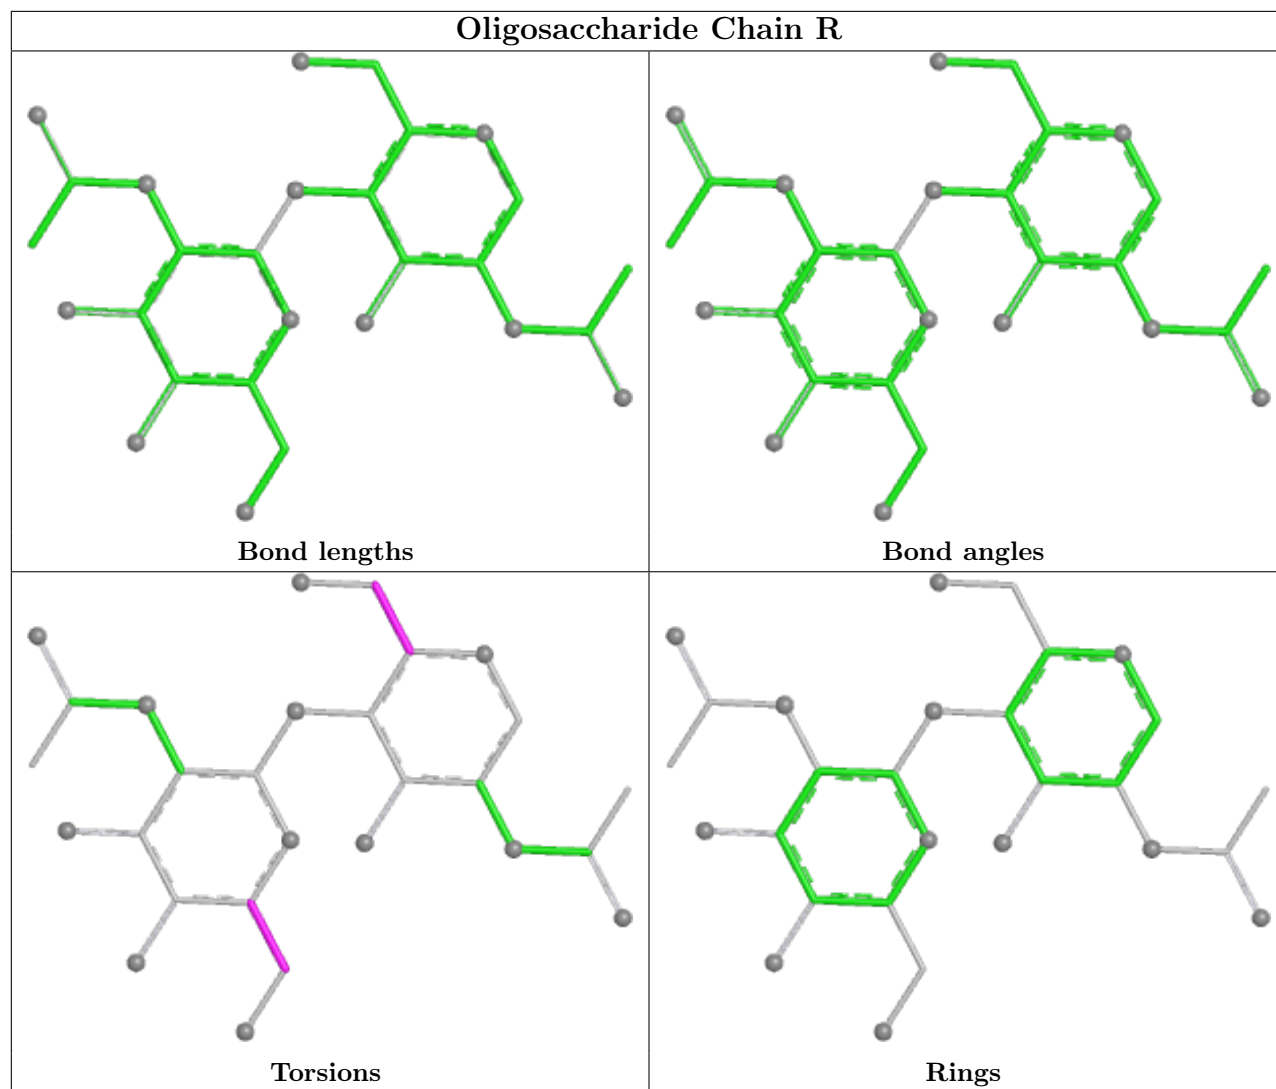 Oligosaccharide Chain R
Bond lengths
Bond angles
Torsions
Rings